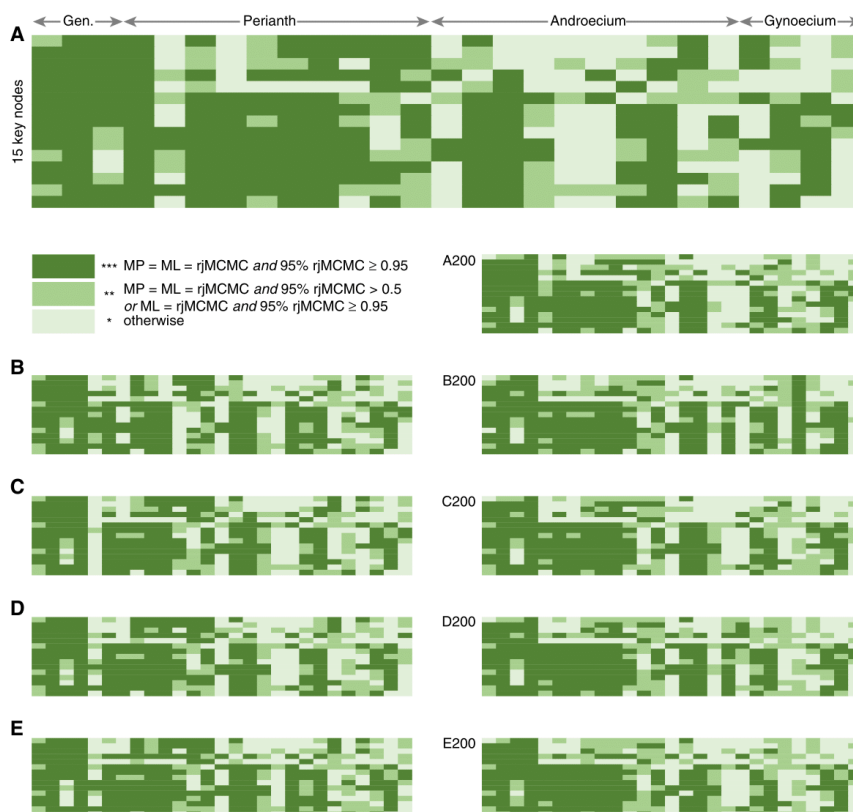 Gen.
Perianth
Androecium
Gynoecium
A
15 key nodes
*** MP = ML = rjMCMC and 95% rjMCMC ≥ 0.95
** MP = ML = rjMCMC and 95% rjMCMC > 0.5
or ML = rjMCMC and 95% rjMCMC ≥ 0.95
* otherwise
A200
B
B200
C
C200
D
D200
E
E200